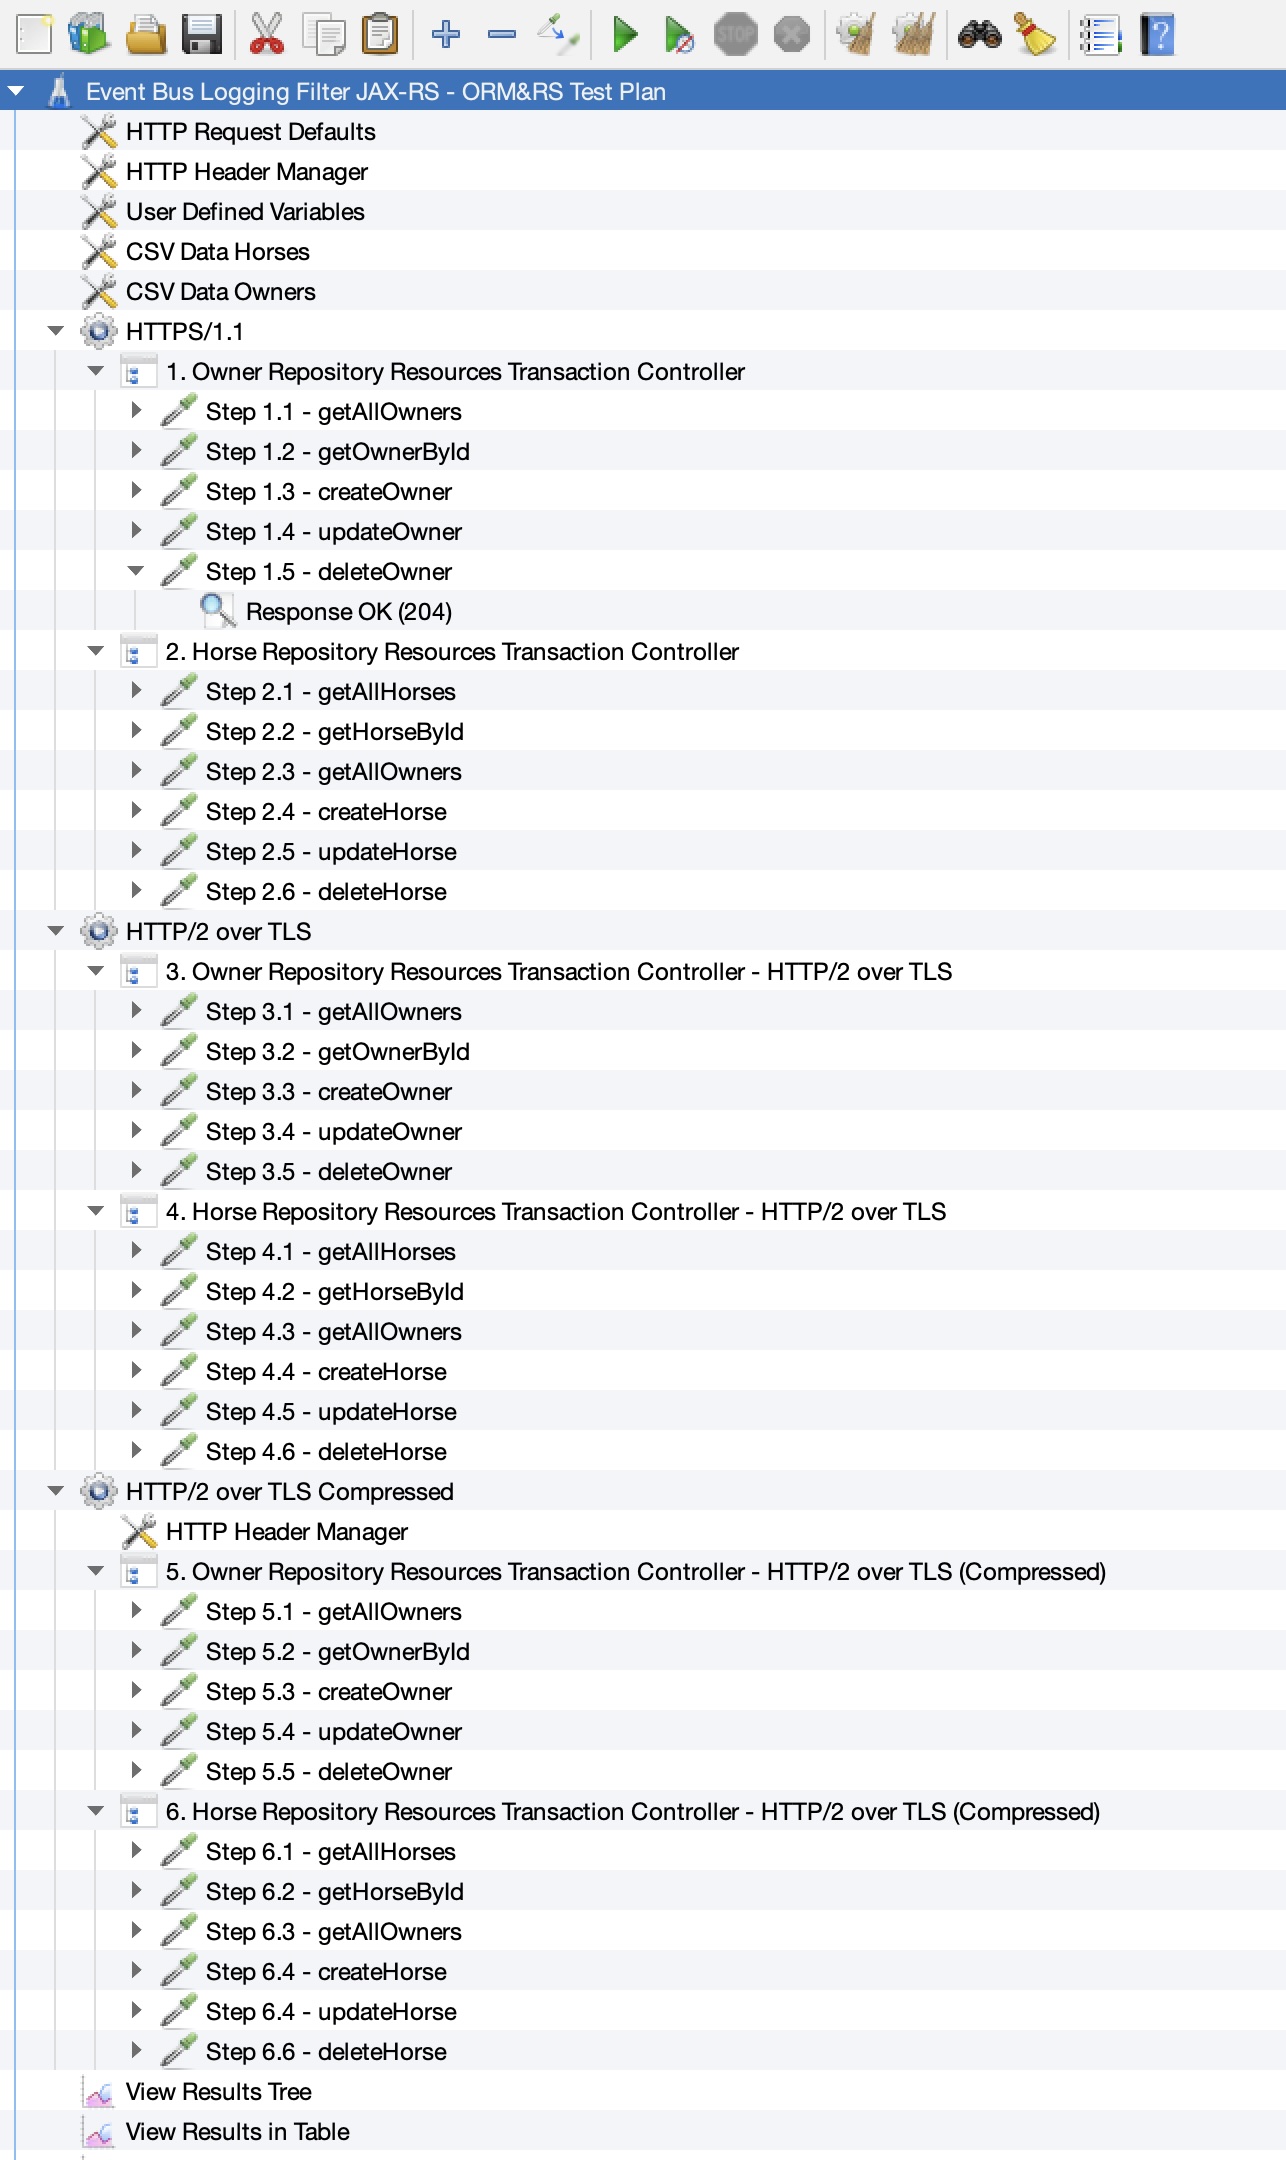 STOP
?
Event Bus Logging Filter JAX-RS - ORM&RS Test Plan
HTTP Request Defaults
HTTP Header Manager
User Defined Variables
CSV Data Horses
CSV Data Owners
HTTPS/1.1
1. Owner Repository Resources Transaction Controller
Step 1.1 - getAllOwners
Step 1.2 - getOwnerById
Step 1.3 - createOwner
Step 1.4 - updateOwner
Step 1.5 - deleteOwner
Response OK (204)
2. Horse Repository Resources Transaction Controller
Step 2.1 - getAllHorses
Step 2.2 - getHorseById
Step 2.3 - getAllOwners
Step 2.4 - createHorse
Step 2.5 - updateHorse
Step 2.6 - deleteHorse
HTTP/2 over TLS
3. Owner Repository Resources Transaction Controller - HTTP/2 over TLS
Step 3.1 - getAllOwners
Step 3.2 - getOwnerById
Step 3.3 - createOwner
Step 3.4 - updateOwner
Step 3.5 - deleteOwner
4. Horse Repository Resources Transaction Controller - HTTP/2 over TLS
Step 4.1 - getAllHorses
Step 4.2 - getHorseById
Step 4.3 - getAllOwners
Step 4.4 - createHorse
Step 4.5 - updateHorse
Step 4.6 - deleteHorse
HTTP/2 over TLS Compressed
HTTP Header Manager
5. Owner Repository Resources Transaction Controller - HTTP/2 over TLS (Compressed)
Step 5.1 - getAllOwners
Step 5.2 - getOwnerById
Step 5.3 - createOwner
Step 5.4 - updateOwner
Step 5.5 - deleteOwner
6. Horse Repository Resources Transaction Controller - HTTP/2 over TLS (Compressed)
Step 6.1 - getAllHorses
Step 6.2 - getHorseById
Step 6.3 - getAllOwners
Step 6.4 - createHorse
Step 6.4 - updateHorse
Step 6.6 - deleteHorse
View Results Tree
View Results in Table